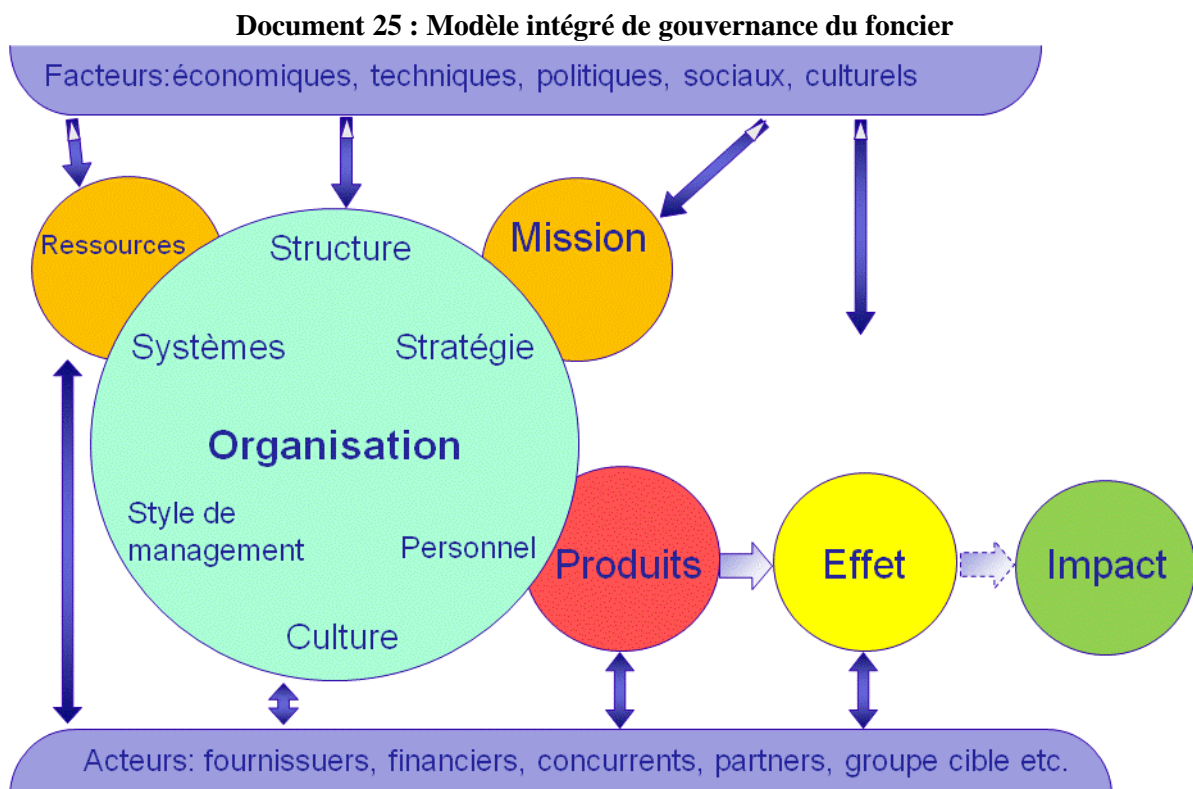 Document 25 : Modèle intégré de gouvernance du foncier
Facteurs:économiques, techniques, politiques, sociaux, culturels
Ressources
Structure
Mission
Systèmes
Stratégie
Organisation
Style de
management
Personnel
Produits
Effet
Impact
Culture
Acteurs: fournissuers, financiers, concurrents, partners, groupe cible etc.